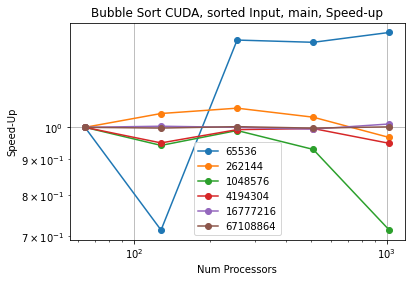 Bubble Sort CUDA, sorted Input, main, Speed-up
Speed-Up
10⁰
9 × 10⁻¹
8 × 10⁻¹
7 × 10⁻¹
65536
262144
1048576
4194304
16777216
67108864
10² 10³
Num Processors